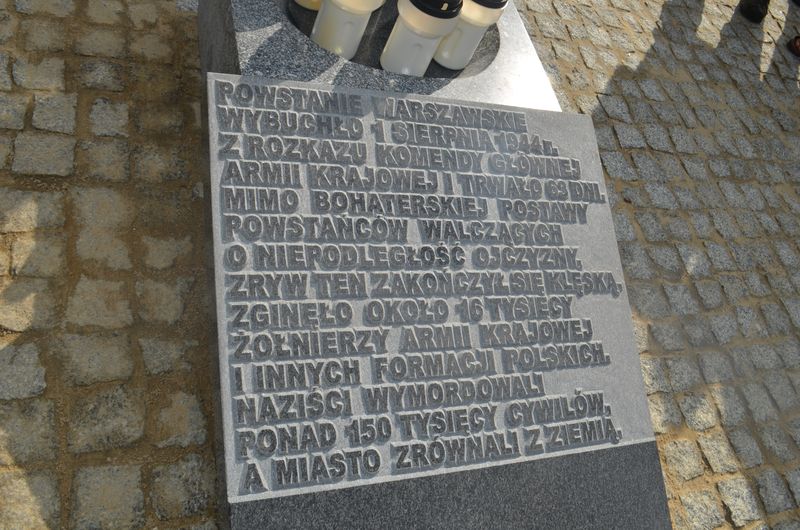 POWSTANIE WARSZAWSKIE
WYBUCHŁO 1 SIERPNIA 1944 r.
Z ROZKAZU KOMENDY GŁÓWNEJ
ARMII KRAJOWEJ I TRWAŁO 63 DNI.
MIMO BOHATERSKIEJ POSTAWY
POWSTAŃCÓW WALCZĄCYCH
O NIEPODLEGŁOŚĆ OJCZYZNY,
ZRYW TEN ZAKOŃCZYŁ SIĘ KLĘSKĄ.
ZGINĘŁO OKOŁO 16 TYSIĘCY
ŻOŁNIERZY ARMII KRAJOWEJ
I INNYCH FORMACJI POLSKICH.
NAZIŚCI WYMORDOWALI
PONAD 150 TYSIĘCY CYWILÓW,
A MIASTO ZRÓWNALI Z ZIEMIĄ.